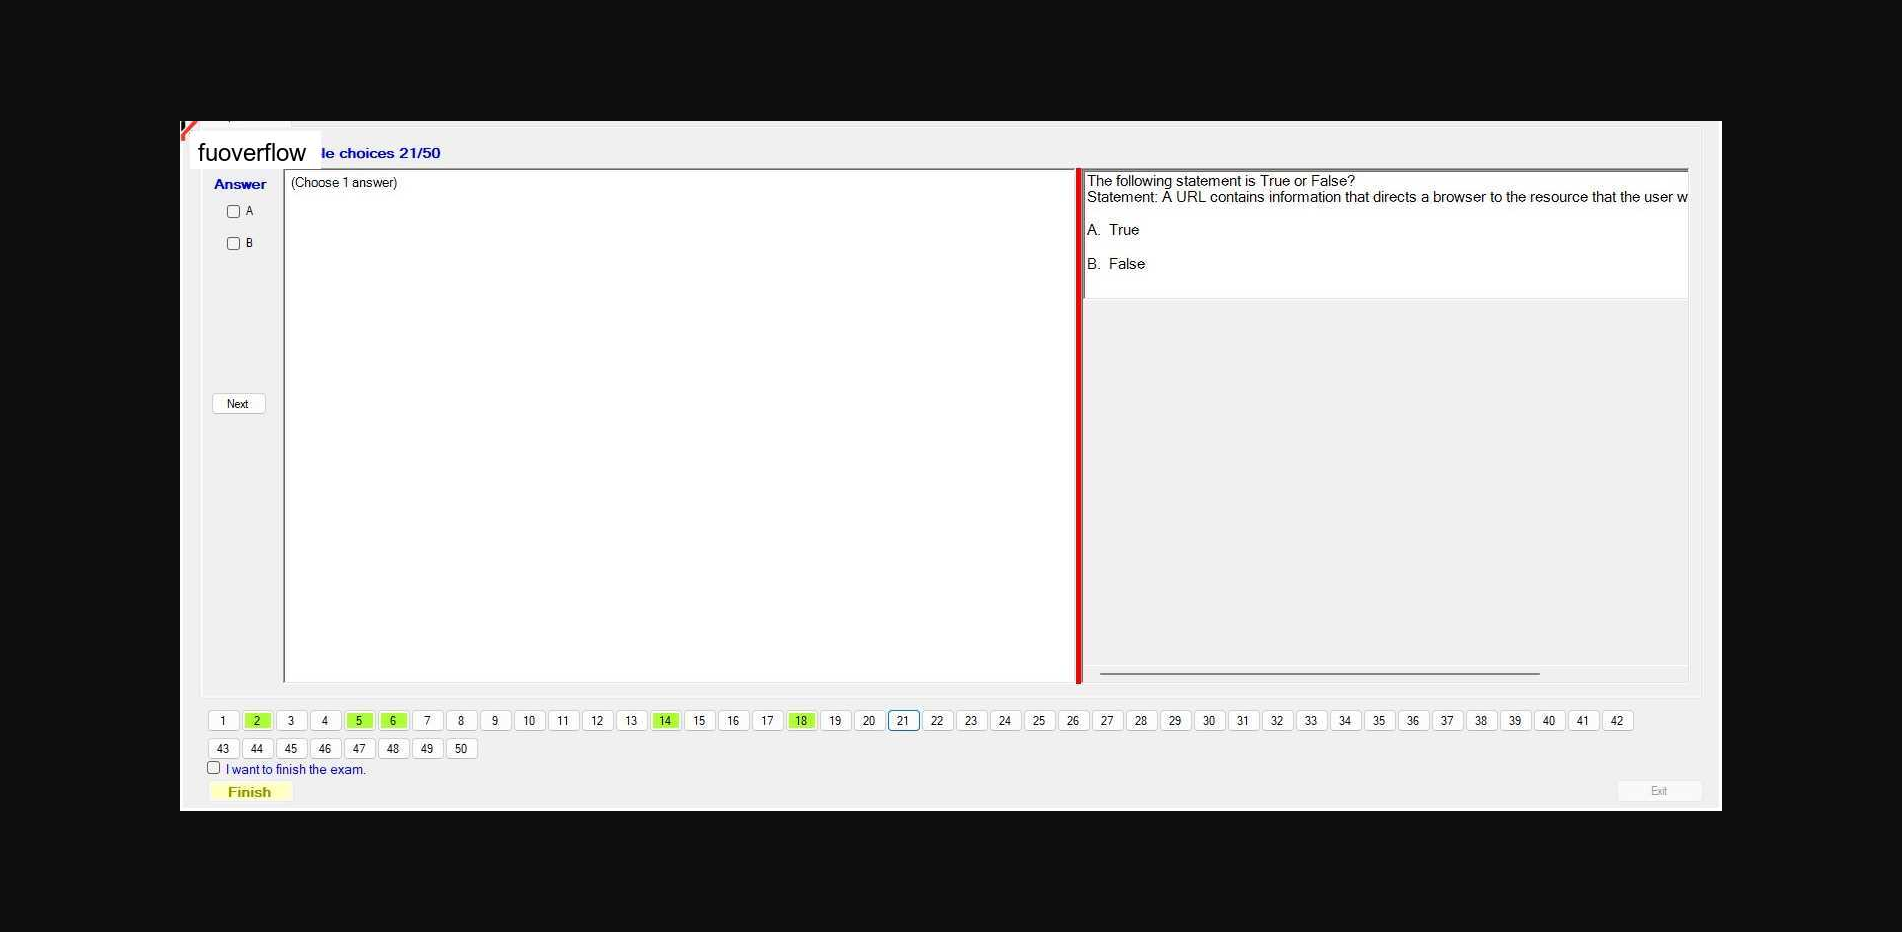 fuoverflow le choices 21/50
Answer
A
B
Next
(Choose 1 answer)
The following statement is True or False?
Statement: A URL contains information that directs a browser to the resource that the user w
A. True
B. False
1 2 3 4 5 6 7 8 9 10 11 12 13 14 15 16 17 18 19 20 21 22 23 24 25 26 27 28 29 30 31 32 33 34 35 36 37 38 39 40 41 42
43 44 45 46 47 48 49 50
I want to finish the exam.
Finish
Exit